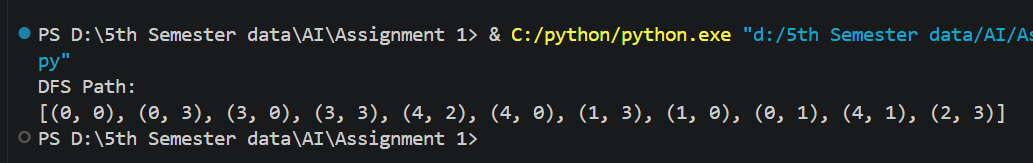 PS D:\5th Semester data\AI\Assignment 1> & C:/python/python.exe "d:/5th Semester data/AI/As
py"
DFS Path:
[(0, 0), (0, 3), (3, 0), (3, 3), (4, 2), (4, 0), (1, 3), (1, 0), (0, 1), (4, 1), (2, 3)]
PS D:\5th Semester data\AI\Assignment 1>